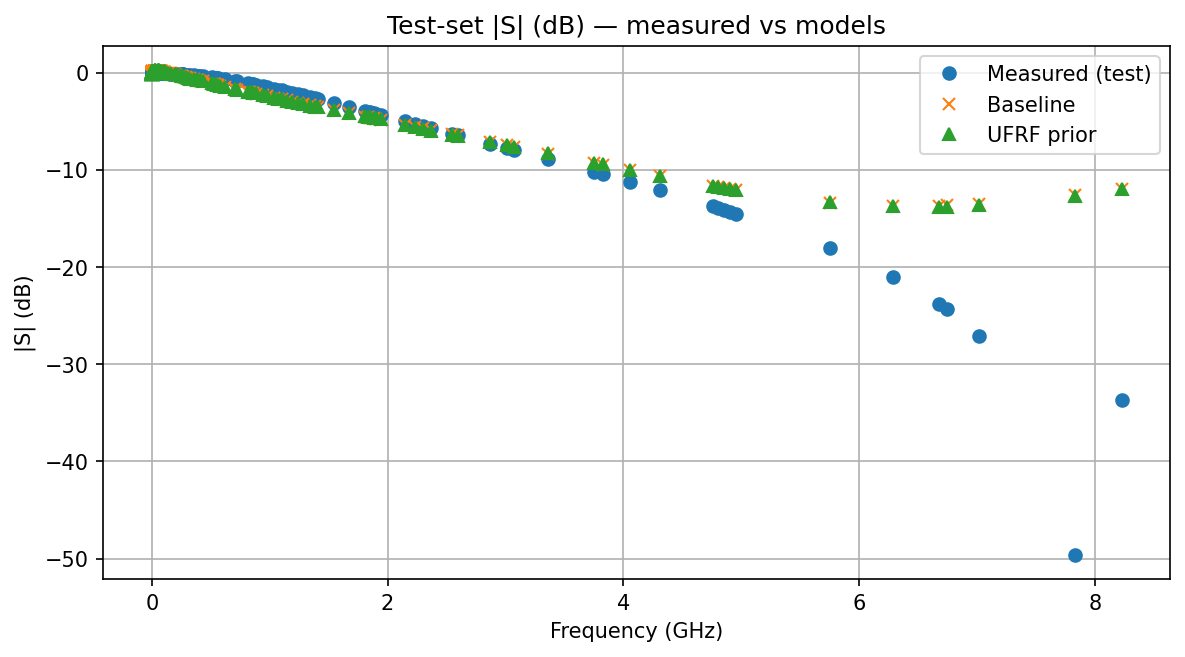 Test-set |S| (dB) — measured vs models
Measured (test)
Baseline
UFRF prior
0
−10
−20
−30
−40
−50
|S| (dB)
0 2 4 6 8
Frequency (GHz)